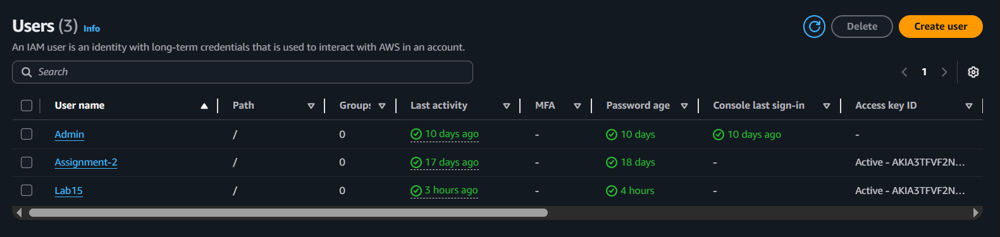 Users (3) Info
Delete
Create user
An IAM user is an identity with long-term credentials that is used to interact with AWS in an account.
Search
1
User name Path Groups Last activity MFA Password age Console last sign-in Access key ID
Admin / 0 10 days ago - 10 days 10 days ago -
Assignment-2 / 0 17 days ago - 18 days - Active - AKIA3TFVF2N...
Lab15 / 0 3 hours ago - 4 hours - Active - AKIA3TFVF2N...